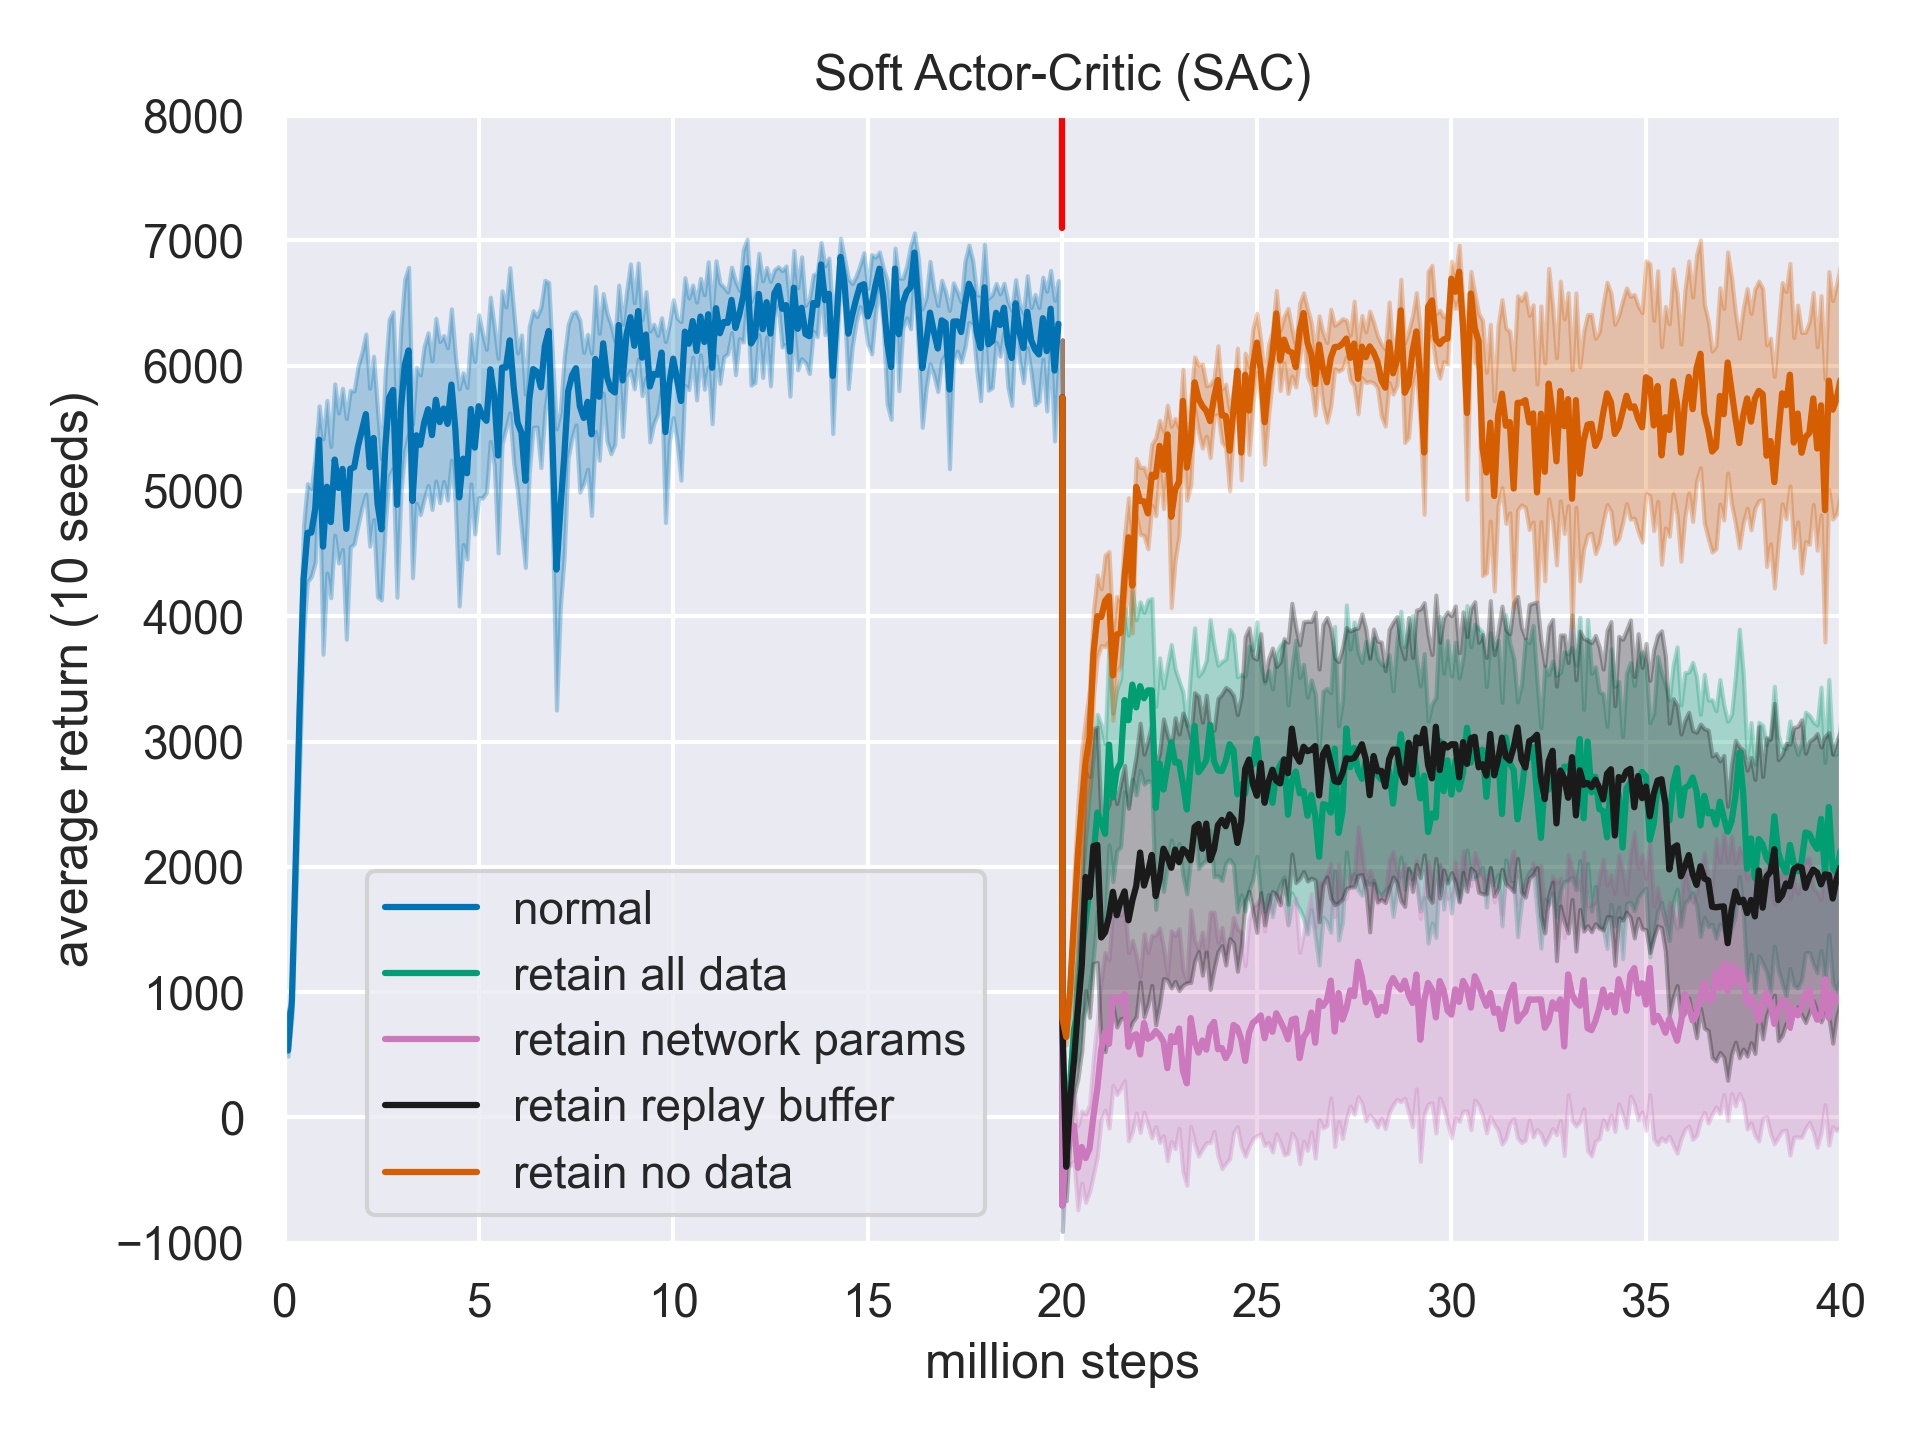 Soft Actor-Critic (SAC)
8000
7000
6000
5000
4000
3000
2000
1000
0
−1000
average return (10 seeds)
normal
retain all data
retain network params
retain replay buffer
retain no data
0 5 10 15 20 25 30 35 40
million steps